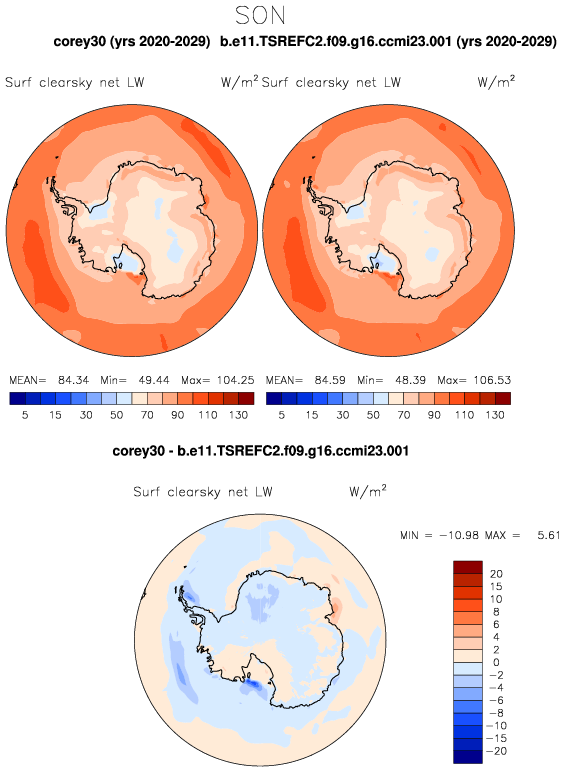 SON
corey30 (yrs 2020-2029) b.e11.TSREFC2.f09.g16.ccmi23.001 (yrs 2020-2029)
Surf clearsky net LW W/m² Surf clearsky net LW W/m²
MEAN= 84.34 Min= 49.44 Max= 104.25 MEAN= 84.59 Min= 48.39 Max= 106.53
5 15 30 50 70 90 110 130 5 15 30 50 70 90 110 130
corey30 - b.e11.TSREFC2.f09.g16.ccmi23.001
Surf clearsky net LW W/m²
MIN = -10.98 MAX = 5.61
20
15
10
8
6
4
2
0
-2
-4
-6
-8
-10
-15
-20